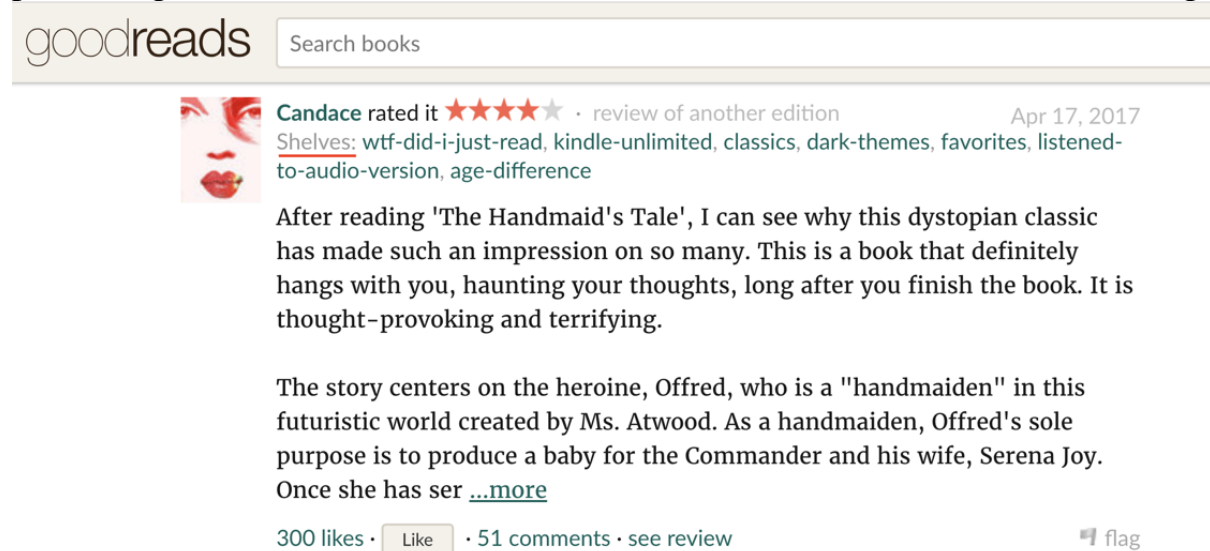 goodreads
Search books
Candace rated it · review of another edition
Apr 17, 2017
Shelves: wtf-did-i-just-read, kindle-unlimited, classics, dark-themes, favorites, listened-
to-audio-version, age-difference
After reading 'The Handmaid's Tale', I can see why this dystopian classic
has made such an impression on so many. This is a book that definitely
hangs with you, haunting your thoughts, long after you finish the book. It is
thought-provoking and terrifying.
The story centers on the heroine, Offred, who is a "handmaiden" in this
futuristic world created by Ms. Atwood. As a handmaiden, Offred's sole
purpose is to produce a baby for the Commander and his wife, Serena Joy.
Once she has ser ...more
300 likes · Like · 51 comments · see review
flag